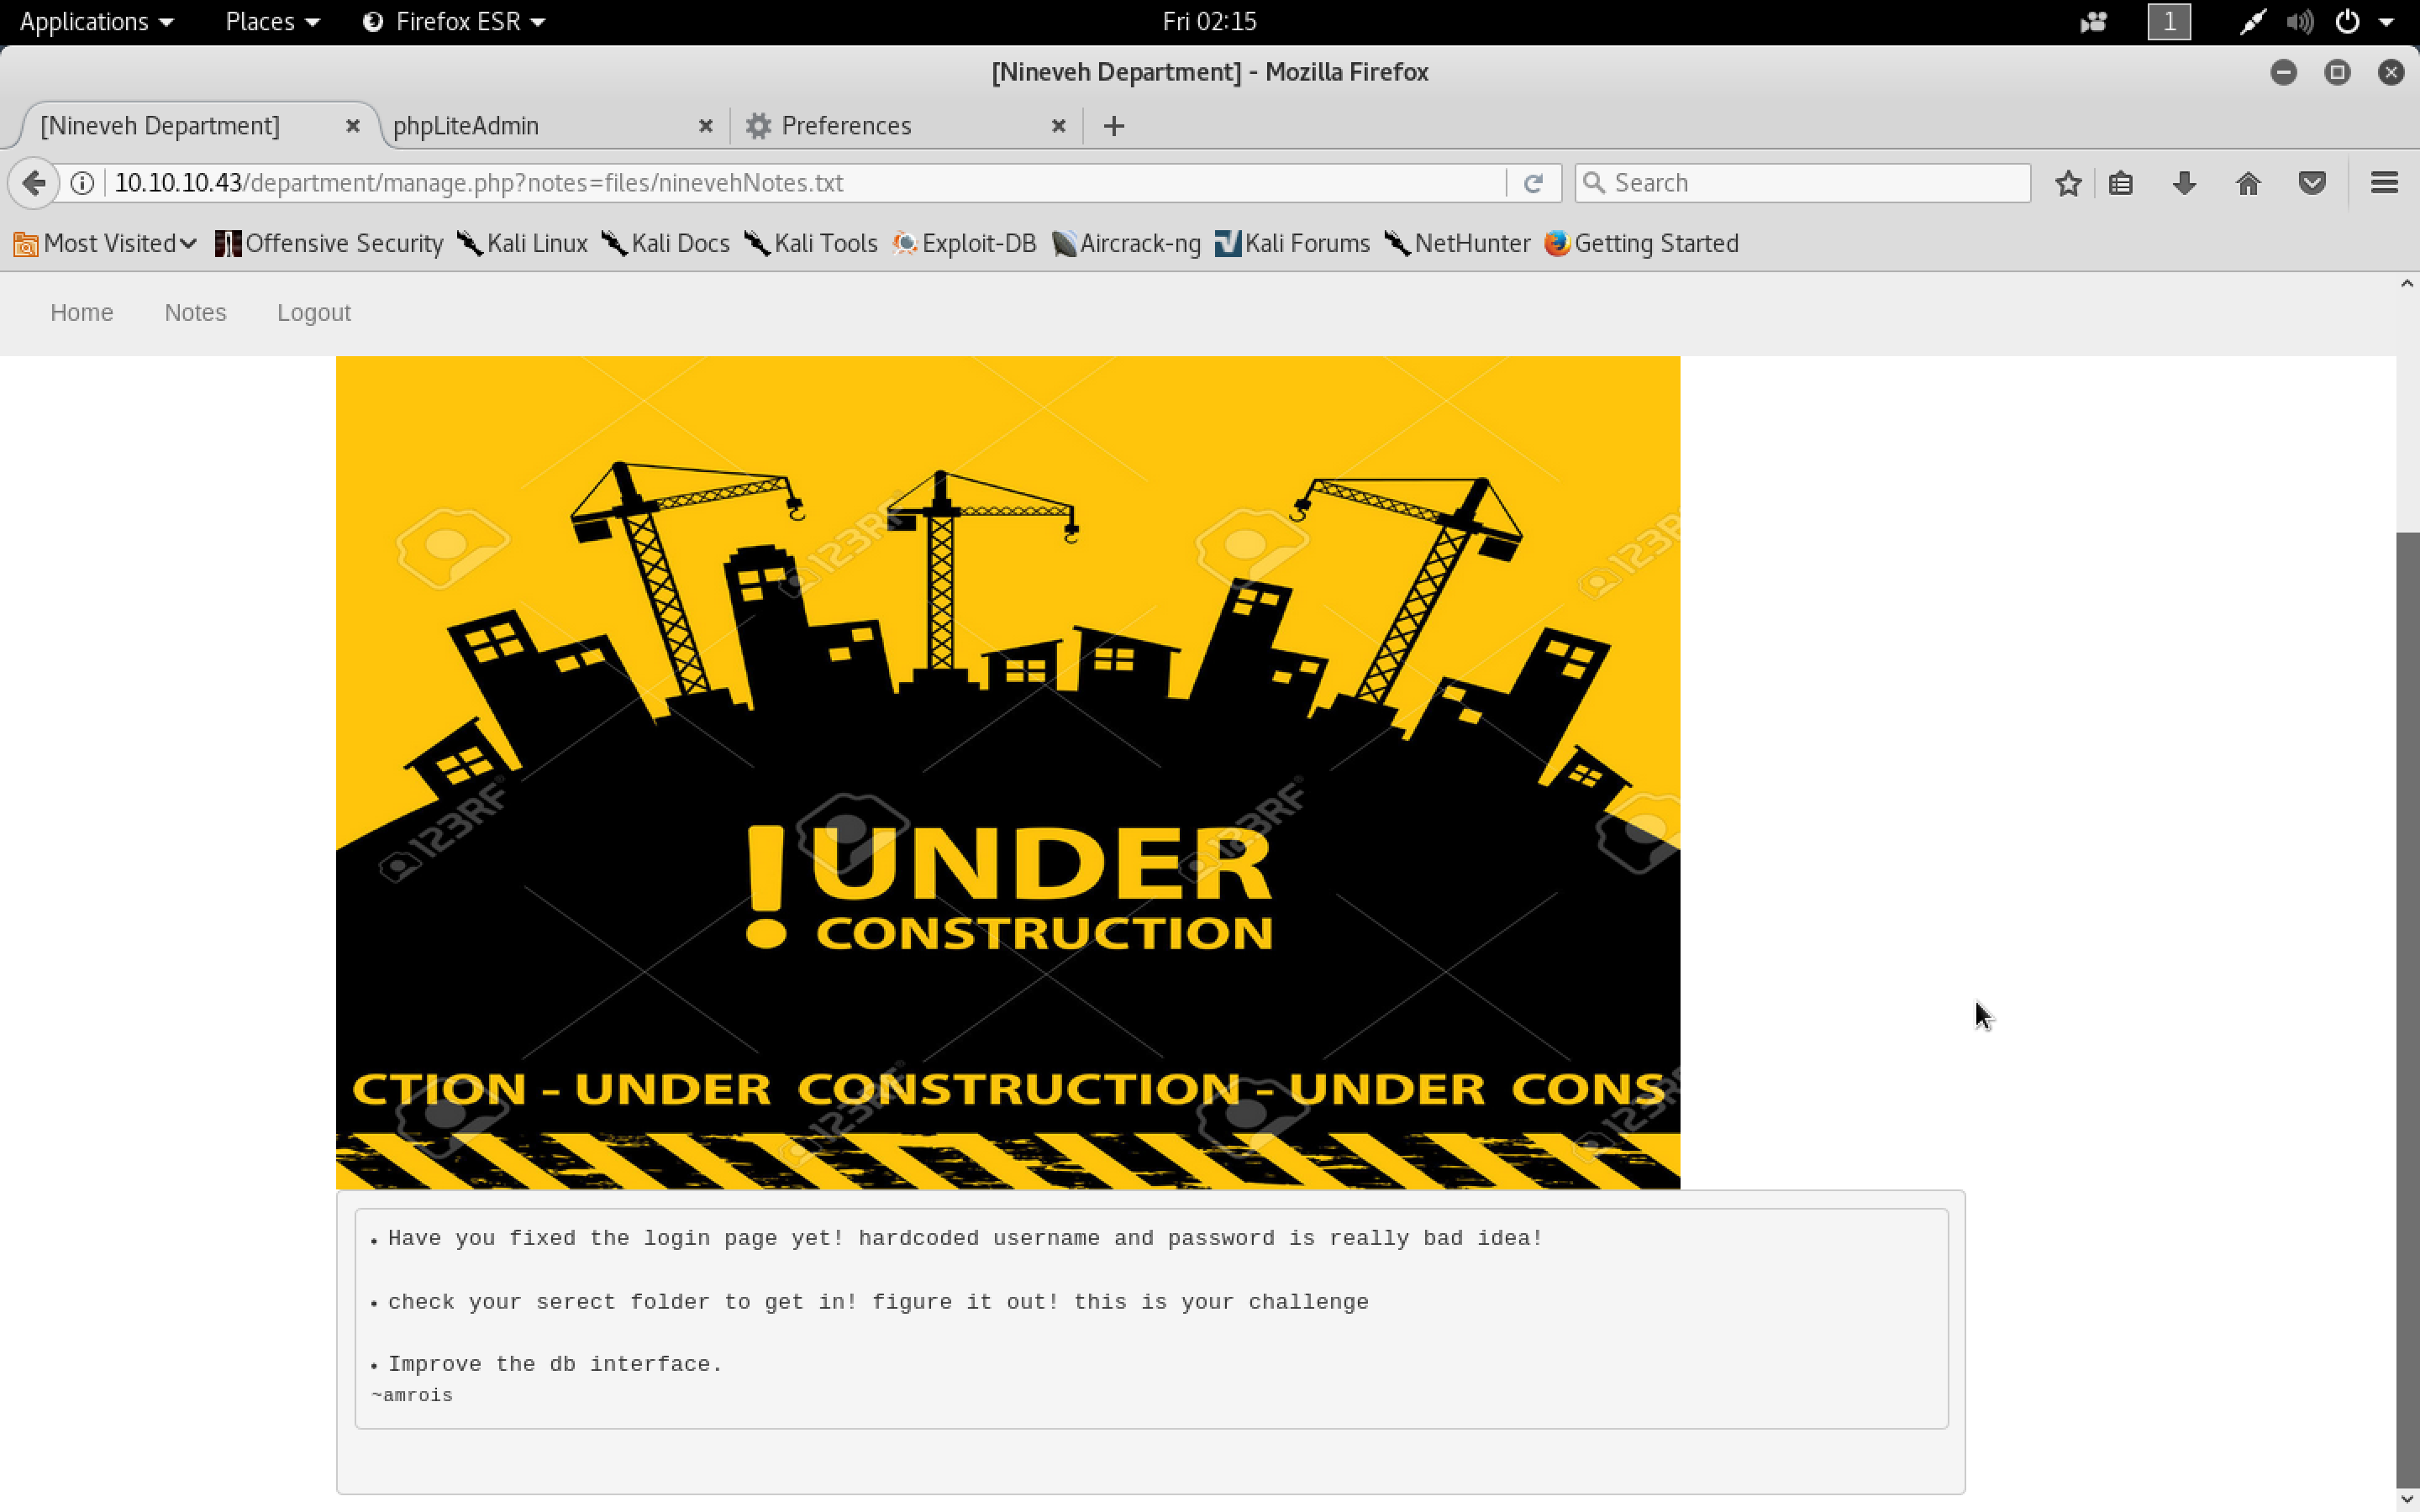 Applications Places Firefox ESR Fri 02:15 1
[Nineveh Department] - Mozilla Firefox
[Nineveh Department] phpLiteAdmin Preferences
10.10.10.43/department/manage.php?notes=files/ninevehNotes.txt Search
Most Visited Offensive Security Kali Linux Kali Docs Kali Tools Exploit-DB Aircrack-ng Kali Forums NetHunter Getting Started
Home Notes Logout
123RF 123RF
123RF 123RF
! UNDER
CONSTRUCTION
CTION - UNDER CONSTRUCTION - UNDER CONS
123RF 123RF
• Have you fixed the login page yet! hardcoded username and password is really bad idea!
• check your serect folder to get in! figure it out! this is your challenge
• Improve the db interface.
~amrois